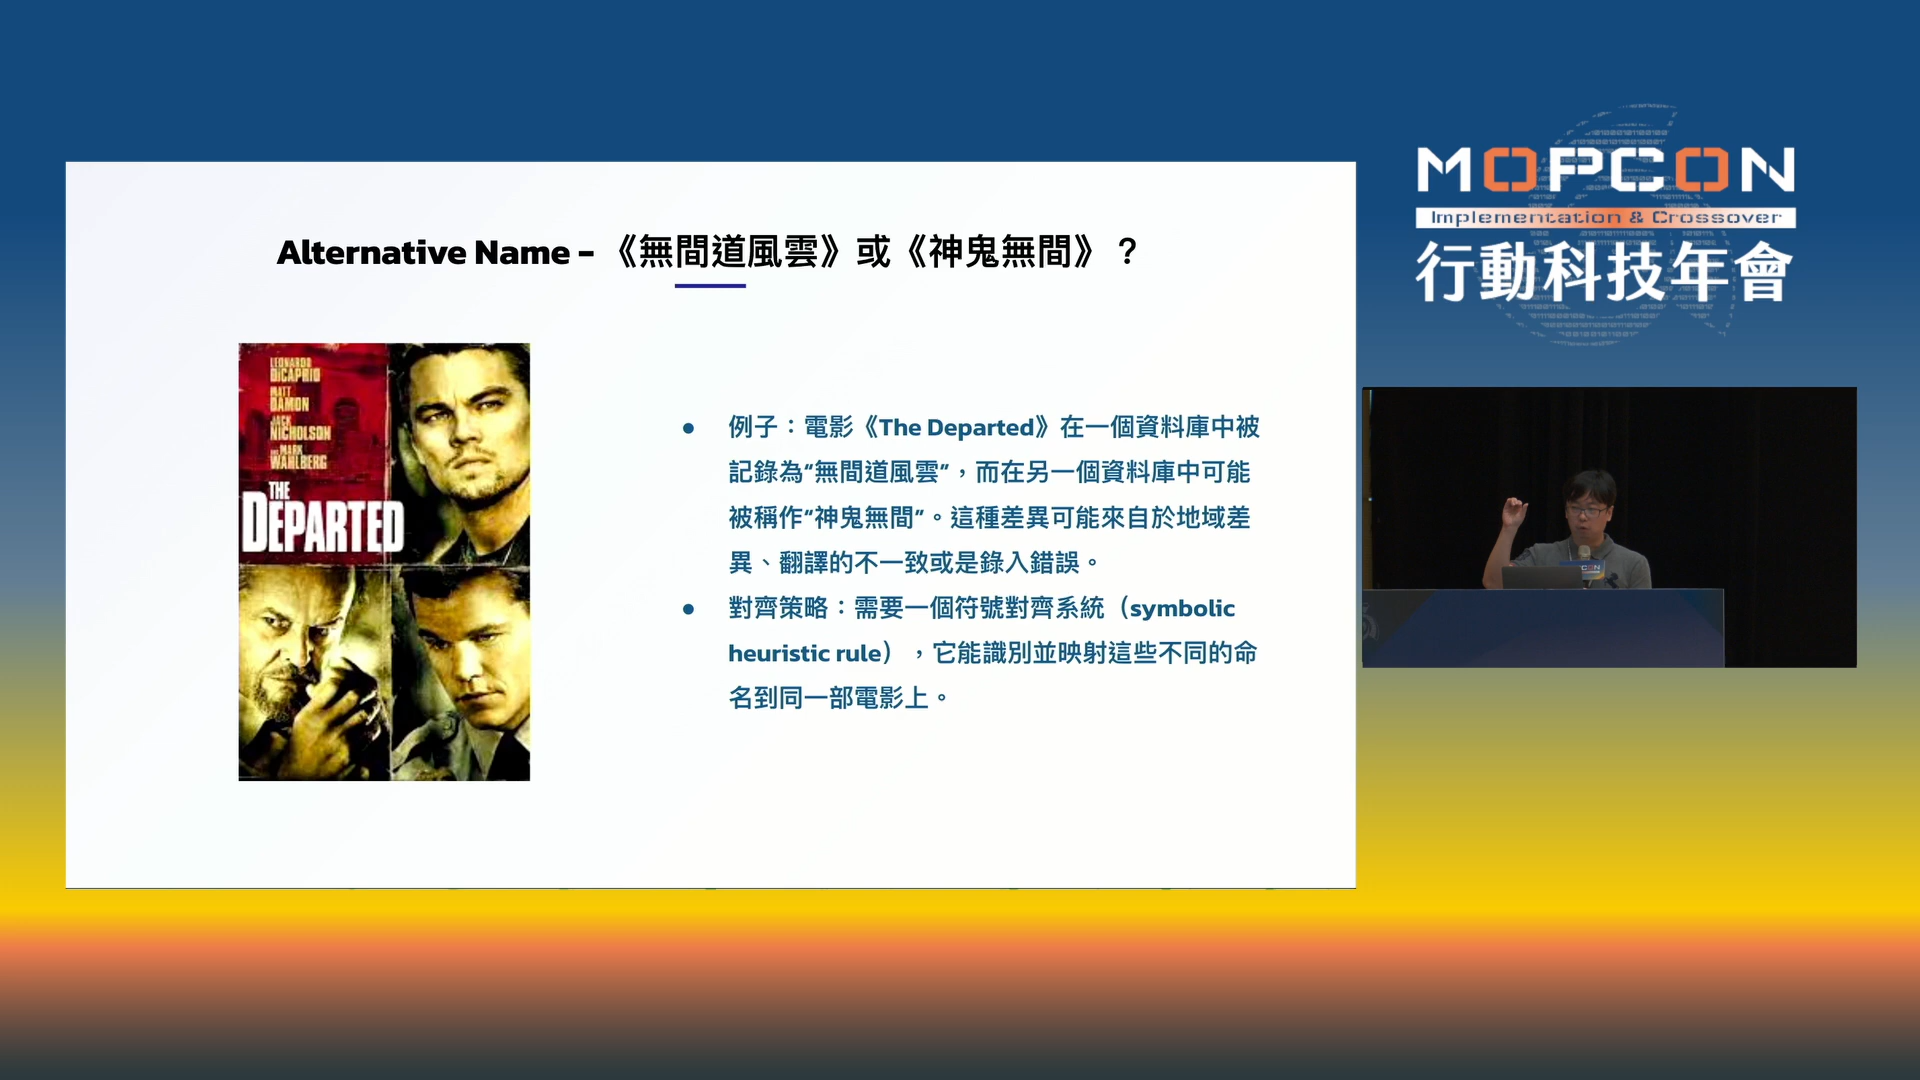 MOPCON
Implementation & Crossover
行動科技年會
Alternative Name – 《無間道風雲》或《神鬼無間》？
LEONARDO
DiCAPRIO
MATT
DAMON
JACK
NICHOLSON
AND MARK
WAHLBERG
THE
DEPARTED
● 例子：電影《The Departed》在一個資料庫中被
記錄為“無間道風雲”，而在另一個資料庫中可能
被稱作“神鬼無間”。這種差異可能來自於地域差
異、翻譯的不一致或是錄入錯誤。
● 對齊策略：需要一個符號對齊系統（symbolic
heuristic rule），它能識別並映射這些不同的命
名到同一部電影上。